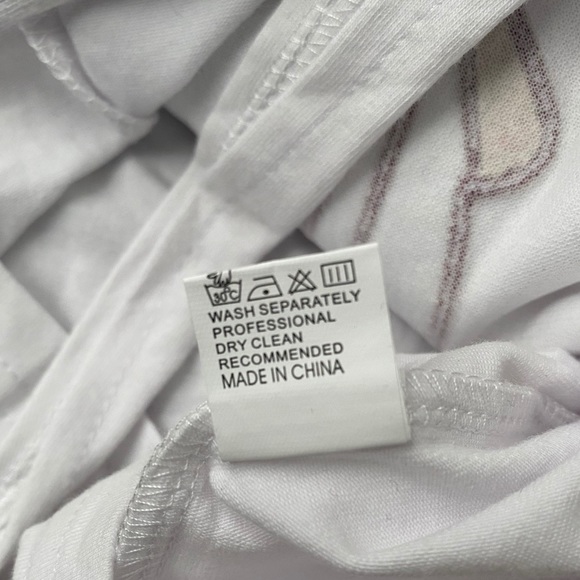 30°C
WASH SEPARATELY
PROFESSIONAL
DRY CLEAN
RECOMMENDED
MADE IN CHINA